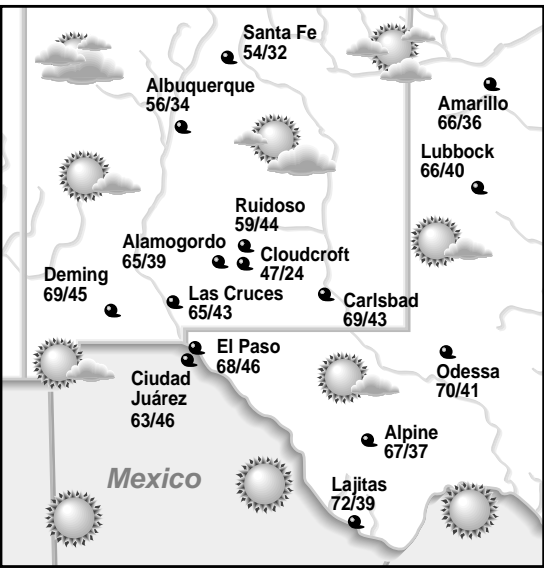 Santa Fe
54/32
Albuquerque
56/34
Amarillo
66/36
Lubbock
66/40
Ruidoso
59/44
Alamogordo
65/39
Cloudcroft
47/24
Deming
69/45
Las Cruces
65/43
Carlsbad
69/43
El Paso
68/46
Ciudad
Juárez
63/46
Odessa
70/41
Alpine
67/37
Mexico
Lajitas
72/39